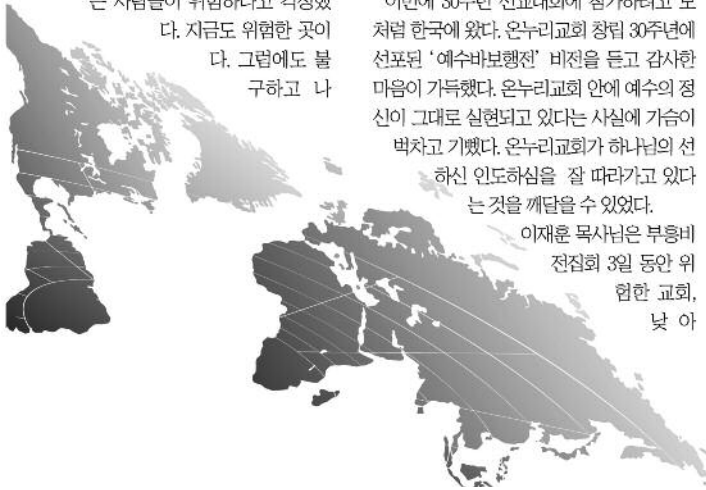 는 사람들이 위험하다고 걱정했
다. 지금도 위험한 곳이
다. 그럼에도 불
구하고 나
이번에 30주년 선교대회에 참가하려고 모
처럼 한국에 왔다. 온누리교회 창립 30주년에
선포된 ‘예수바보행전’ 비전을 듣고 감사한
마음이 가득했다. 온누리교회 안에 예수의 정
신이 그대로 실현되고 있다는 사실에 가슴이
벅차고 기뻤다. 온누리교회가 하나님의 선
하신 인도하심을 잘 따라가고 있다
는 것을 깨달을 수 있었다.
이재훈 목사님은 부흥비
전집회 3일 동안 위
험한 교회,
낮 아